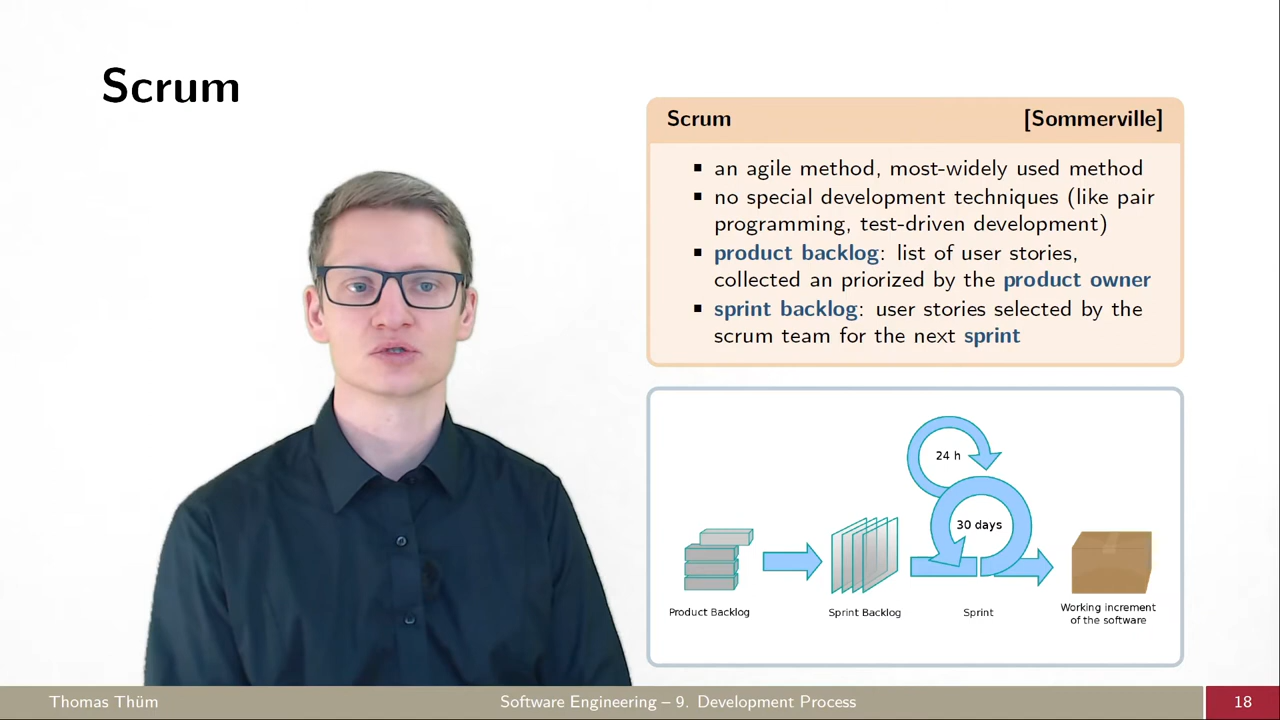 Scrum
Scrum [Sommerville]
▪ an agile method, most-widely used method
▪ no special development techniques (like pair
programming, test-driven development)
▪ product backlog: list of user stories,
collected an priorized by the product owner
▪ sprint backlog: user stories selected by the
scrum team for the next sprint
24 h
30 days
Product Backlog
Sprint Backlog
Sprint
Working increment
of the software
Thomas Thüm
Software Engineering – 9. Development Process
18